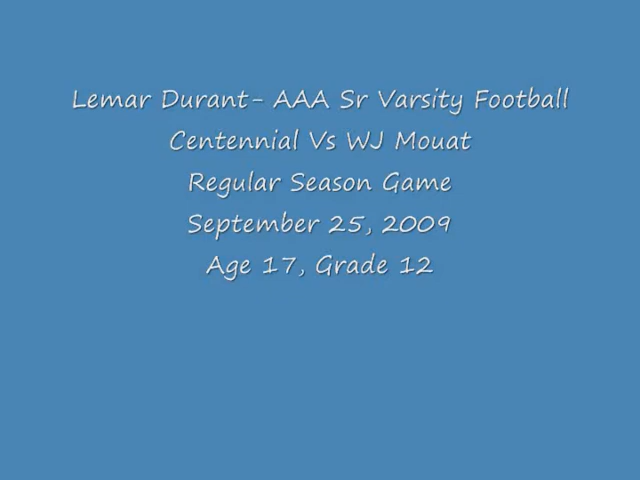 Lemar Durant- AAA Sr Varsity Football
Centennial Vs WJ Mouat
Regular Season Game
September 25, 2009
Age 17, Grade 12